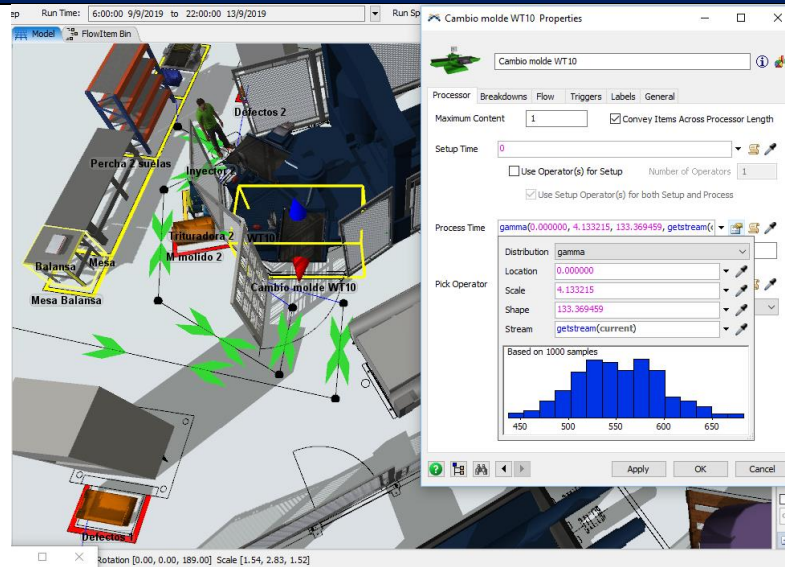 Run Time: 6:00:00 9/9/2019 to 22:00:00 13/9/2019
Run Sp
Model
FlowItem Bin
Defectos 2
Percha 2 suelas
Inyector
Trituradora 2
WT10
M molido 2
Balansa
Mesa
Cambio molde WT10
Mesa Balansa
Defectos 1
Rotation [0.00, 0.00, 189.00] Scale [1.54, 2.83, 1.52]
Cambio molde WT10 Properties
Cambio molde WT10
Processor Breakdowns Flow Triggers Labels General
Maximum Content 1 Convey Items Across Processor Length
Setup Time 0
Use Operator(s) for Setup Number of Operators 1
Use Setup Operator(s) for both Setup and Process
Process Time gamma(0.000000, 4.133215, 133.369459, getstream(
Distribution gamma
Location 0.000000
Pick Operator
Scale 4.133215
Shape 133.369459
Stream getstream(current)
Based on 1000 samples
450 500 550 600 650
Apply OK Cancel